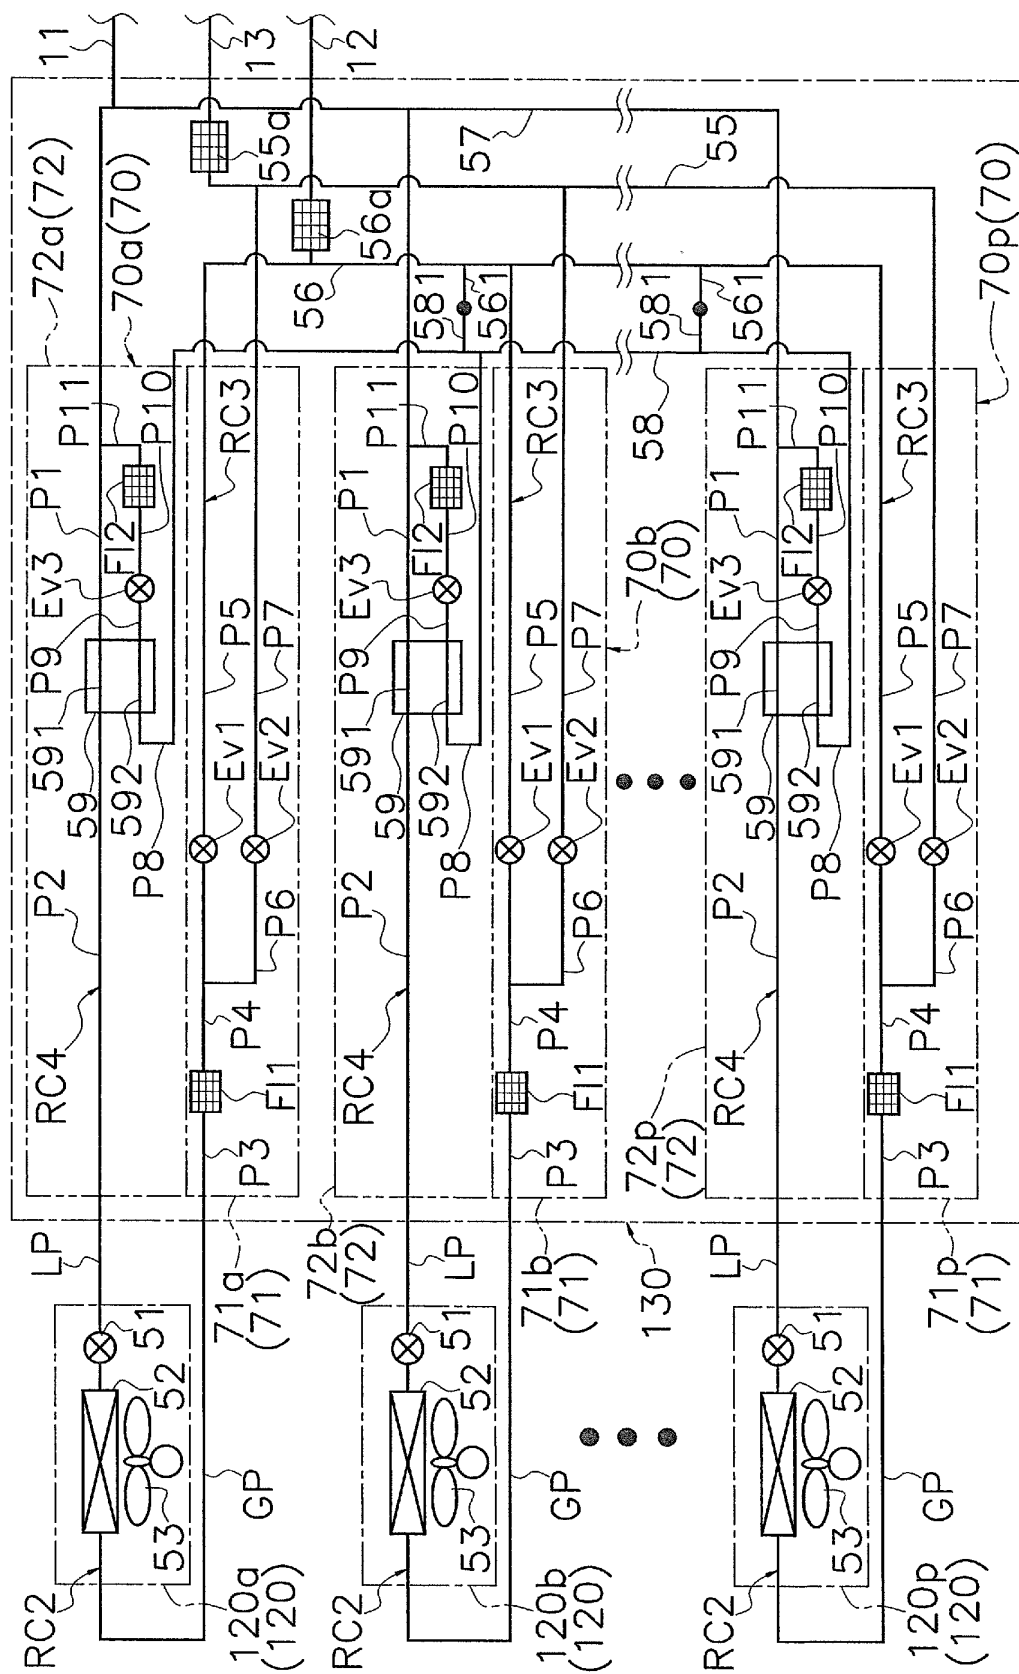 11
13
12
55a
56a
57
55
56
72a(72)
70a(70)
581
561
581
561
58
70p(70)
P1
P11
P10
FI2
Ev3
P9
591
59
592
P8
P2
RC4
RC3
P5
P7
Ev1
Ev2
P6
P4
FI1
P3
LP
71a
(71)
51
52
53
GP
RC2
120a
(120)
P1
P11
P10
FI2
Ev3
P9
591
59
592
P8
P2
RC4
RC3
70b
(70)
P5
P7
Ev1
Ev2
P6
P4
FI1
P3
72b
(72)
LP
71b
(71)
130
51
52
53
GP
RC2
120b
(120)
P1
P11
P10
FI2
Ev3
P9
591
59
592
P8
P2
RC4
RC3
P5
P7
Ev1
Ev2
P6
P4
FI1
P3
72p
(72)
LP
71p
(71)
51
52
53
GP
RC2
120p
(120)